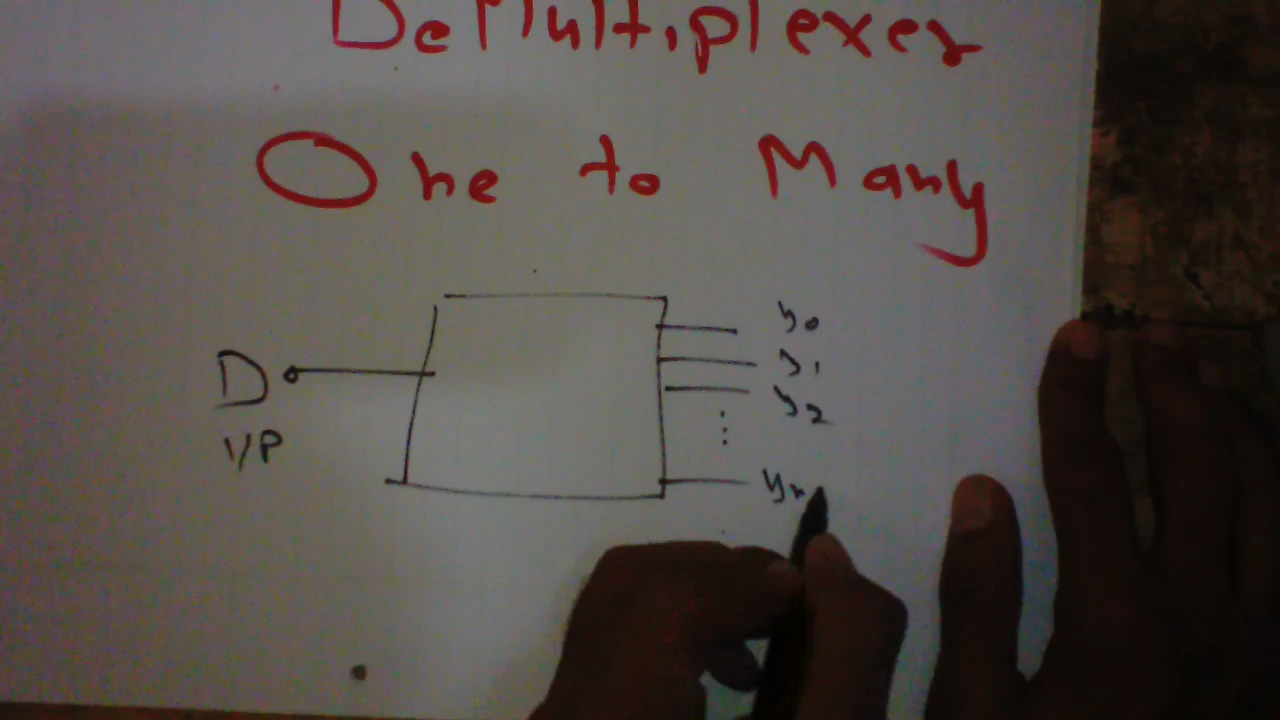 DeMultiplexer
One to Many
y0
y1
D
y2
I/P
yn